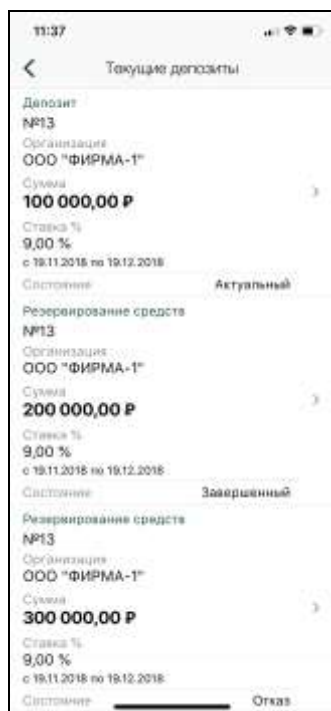 11:37
Текущие депозиты
Депозит
№13
Организация
ООО "ФИРМА-1"
Сумма
100 000,00 ₽
Ставка %
9,00 %
с 19.11.2018 по 19.12.2018
Состояние Актуальный
Резервирование средств
№13
Организация
ООО "ФИРМА-1"
Сумма
200 000,00 ₽
Ставка %
9,00 %
с 19.11.2018 по 19.12.2018
Состояние Завершенный
Резервирование средств
№13
Организация
ООО "ФИРМА-1"
Сумма
300 000,00 ₽
Ставка %
9,00 %
с 19.11.2018 по 19.12.2018
Состояние Отказ